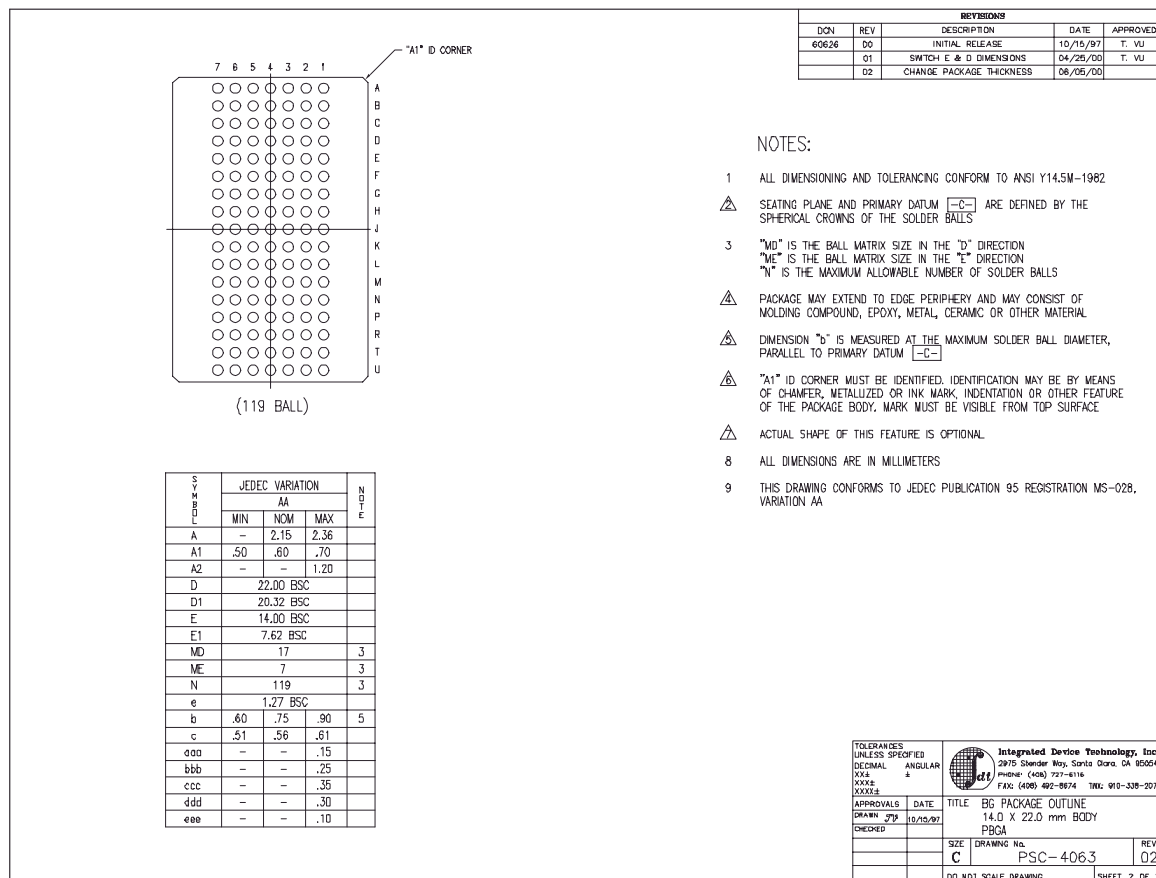 REVISIONS
DCN REV DESCRIPTION DATE APPROVED
60626 00 INITIAL RELEASE 10/15/97 T. VU
01 SWITCH E & D DIMENSIONS 04/25/00 T. VU
02 CHANGE PACKAGE THICKNESS 06/05/00
"A1" ID CORNER
7 6 5 4 3 2 1
A
B
C
D
E
F
G
H
J
K
L
M
N
P
R
T
U
(119 BALL)
NOTES:
1 ALL DIMENSIONING AND TOLERANCING CONFORM TO ANSI Y14.5M-1982
2 SEATING PLANE AND PRIMARY DATUM -C- ARE DEFINED BY THE
SPHERICAL CROWNS OF THE SOLDER BALLS
3 "MD" IS THE BALL MATRIX SIZE IN THE "D" DIRECTION
"ME" IS THE BALL MATRIX SIZE IN THE "E" DIRECTION
"N" IS THE MAXIMUM ALLOWABLE NUMBER OF SOLDER BALLS
4 PACKAGE MAY EXTEND TO EDGE PERIPHERY AND MAY CONSIST OF
MOLDING COMPOUND, EPOXY, METAL, CERAMIC OR OTHER MATERIAL
5 DIMENSION "b" IS MEASURED AT THE MAXIMUM SOLDER BALL DIAMETER,
PARALLEL TO PRIMARY DATUM -C-
6 "A1" ID CORNER MUST BE IDENTIFIED. IDENTIFICATION MAY BE BY MEANS
OF CHAMFER, METALIZED OR INK MARK, INDENTATION OR OTHER FEATURE
OF THE PACKAGE BODY. MARK MUST BE VISIBLE FROM TOP SURFACE
7 ACTUAL SHAPE OF THIS FEATURE IS OPTIONAL
8 ALL DIMENSIONS ARE IN MILLIMETERS
9 THIS DRAWING CONFORMS TO JEDEC PUBLICATION 95 REGISTRATION MS-028,
VARIATION AA
SYMBOL JEDEC VARIATION NOTE
AA
MIN NOM MAX
A - 2.15 2.36
A1 .50 .60 .70
A2 - - 1.20
D 22.00 BSC
D1 20.32 BSC
E 14.00 BSC
E1 7.62 BSC
MD 17 3
ME 7 3
N 119 3
e 1.27 BSC
b .60 .75 .90 5
c .51 .56 .61
aaa - - .15
bbb - - .25
ccc - - .35
ddd - - .30
eee - - .10
TOLERANCES
UNLESS SPECIFIED
DECIMAL ANGULAR
XX± ±
XXX±
XXXX±
idt
Integrated Device Technology, Inc
2975 Stender Way, Santa Clara, CA 95054
PHONE: (408) 727-6116
FAX: (408) 492-8674 TWX: 910-338-207
APPROVALS DATE
DRAWN 10/15/97
CHECKED
TITLE BG PACKAGE OUTLINE
14.0 X 22.0 mm BODY
PBGA
SIZE DRAWING No. REV
C PSC-4063 02
DO NOT SCALE DRAWING SHEET 2 OF